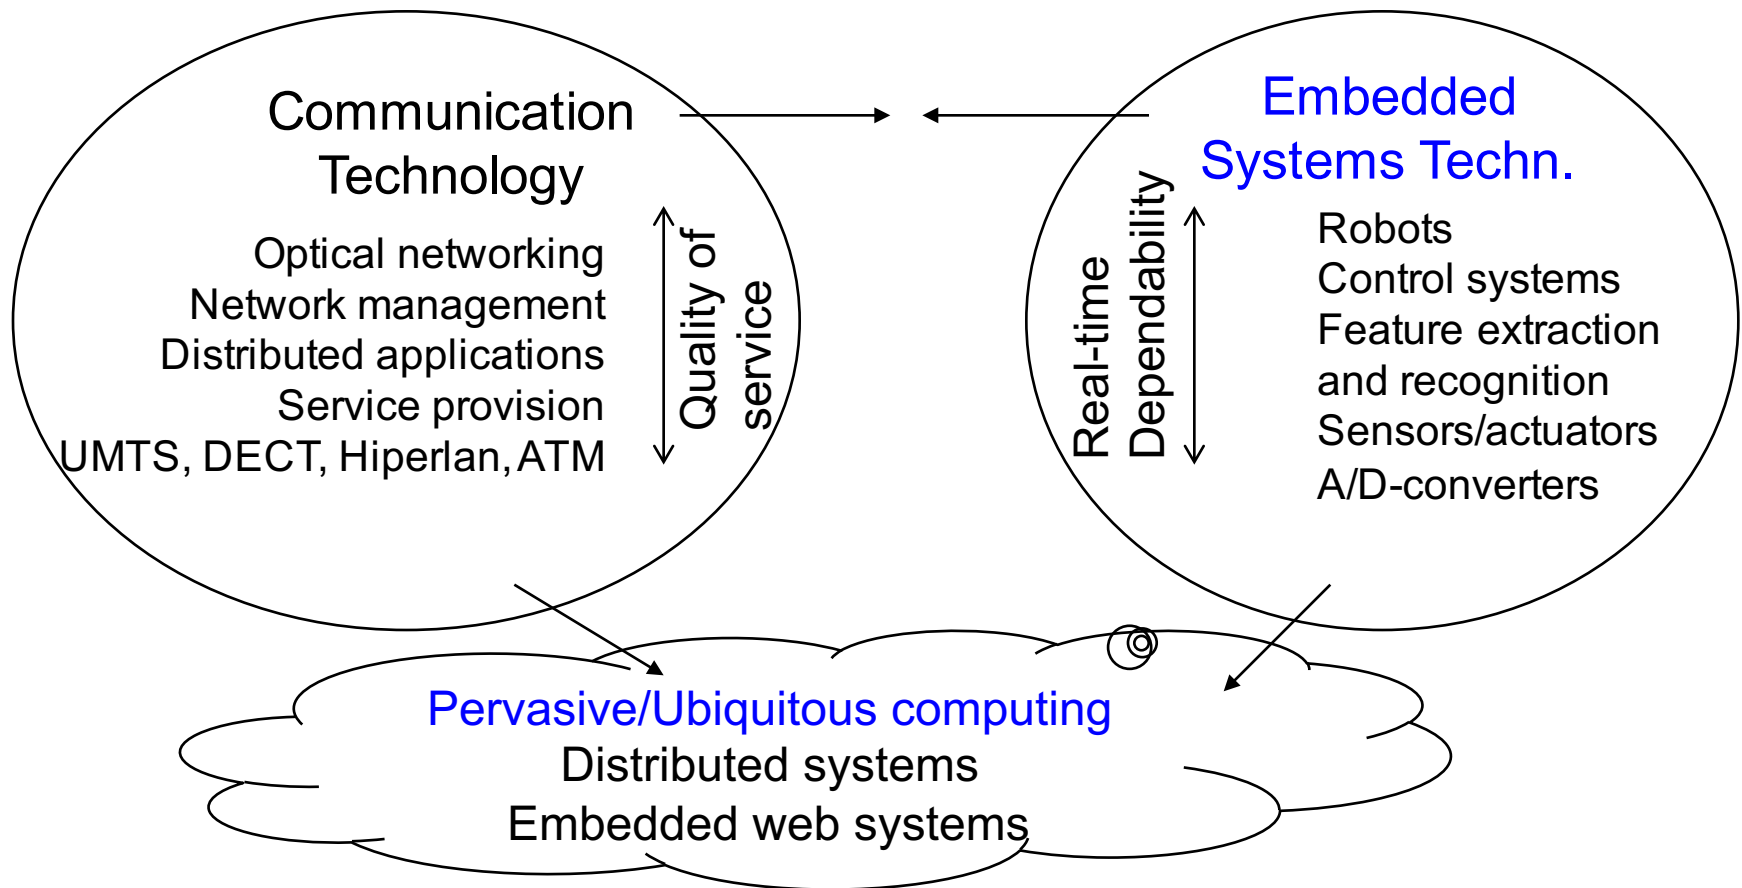 Communication
Technology
Optical networking
Network management
Distributed applications
Service provision
UMTS, DECT, Hiperlan, ATM
Quality of
service
Embedded
Systems Techn.
Real-time
Dependability
Robots
Control systems
Feature extraction
and recognition
Sensors/actuators
A/D-converters
Pervasive/Ubiquitous computing
Distributed systems
Embedded web systems